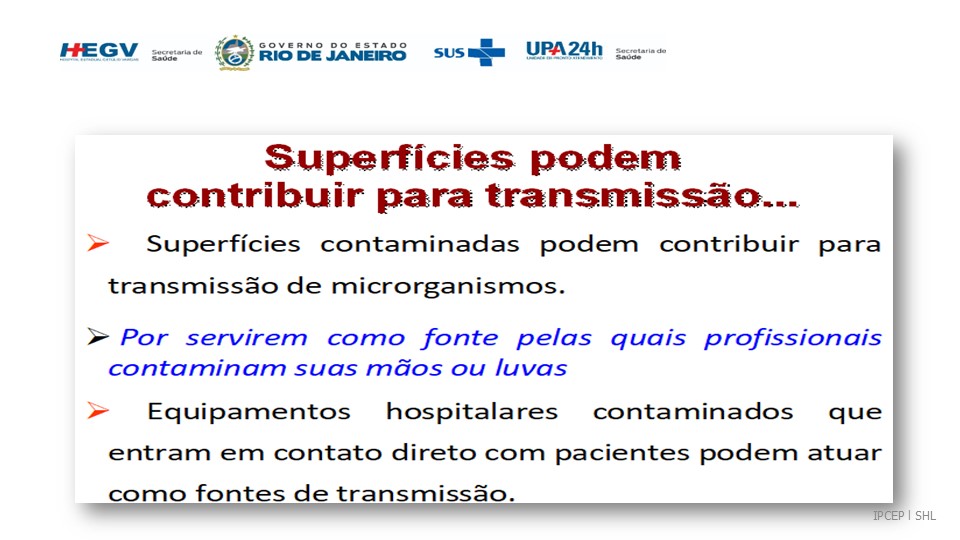 HEGV
HOSPITAL ESTADUAL GETÚLIO VARGAS
Secretaria de
Saúde
GOVERNO DO ESTADO
RIO DE JANEIRO
SUS
UPA24h
UNIDADE DE PRONTO ATENDIMENTO
Secretaria de
Saúde
Superfícies podem
contribuir para transmissão...
➢ Superfícies contaminadas podem contribuir para
transmissão de microrganismos.
➢ Por servirem como fonte pelas quais profissionais
contaminam suas mãos ou luvas
➢ Equipamentos hospitalares contaminados que
entram em contato direto com pacientes podem atuar
como fontes de transmissão.
IPCEP | SHL